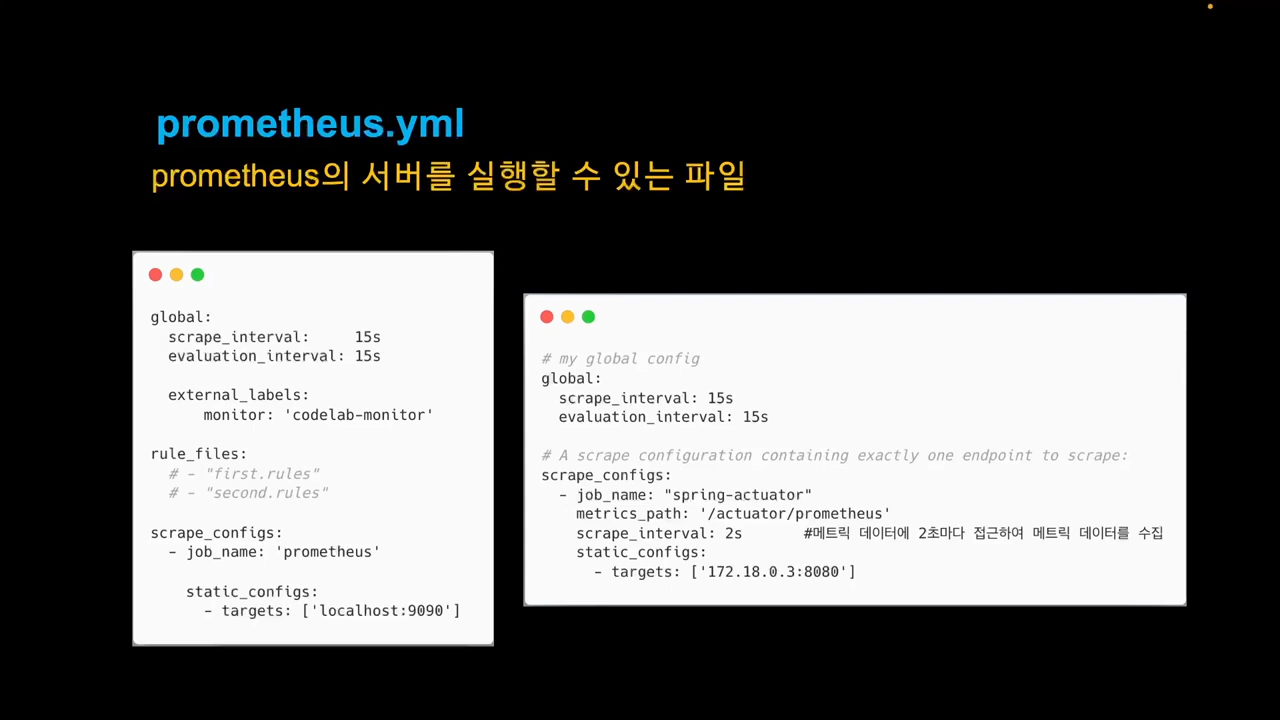 prometheus.yml
prometheus의 서버를 실행할 수 있는 파일
global:
  scrape_interval:     15s
  evaluation_interval: 15s

  external_labels:
      monitor: 'codelab-monitor'

rule_files:
  # - "first.rules"
  # - "second.rules"

scrape_configs:
  - job_name: 'prometheus'

    static_configs:
      - targets: ['localhost:9090']
# my global config
global:
  scrape_interval: 15s
  evaluation_interval: 15s

# A scrape configuration containing exactly one endpoint to scrape:
scrape_configs:
  - job_name: "spring-actuator"
    metrics_path: '/actuator/prometheus'
    scrape_interval: 2s       #메트릭 데이터에 2초마다 접근하여 메트릭 데이터를 수집
    static_configs:
      - targets: ['172.18.0.3:8080']